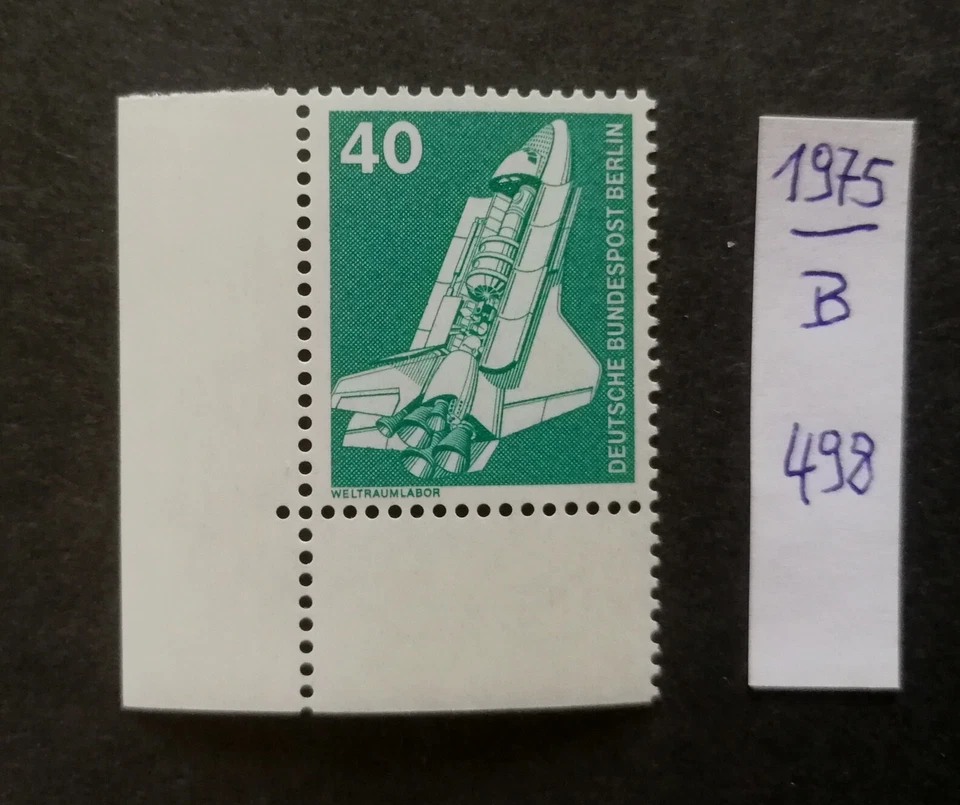 40
DEUTSCHE BUNDESPOST BERLIN
WELTRAUMLABOR
1975
B
498